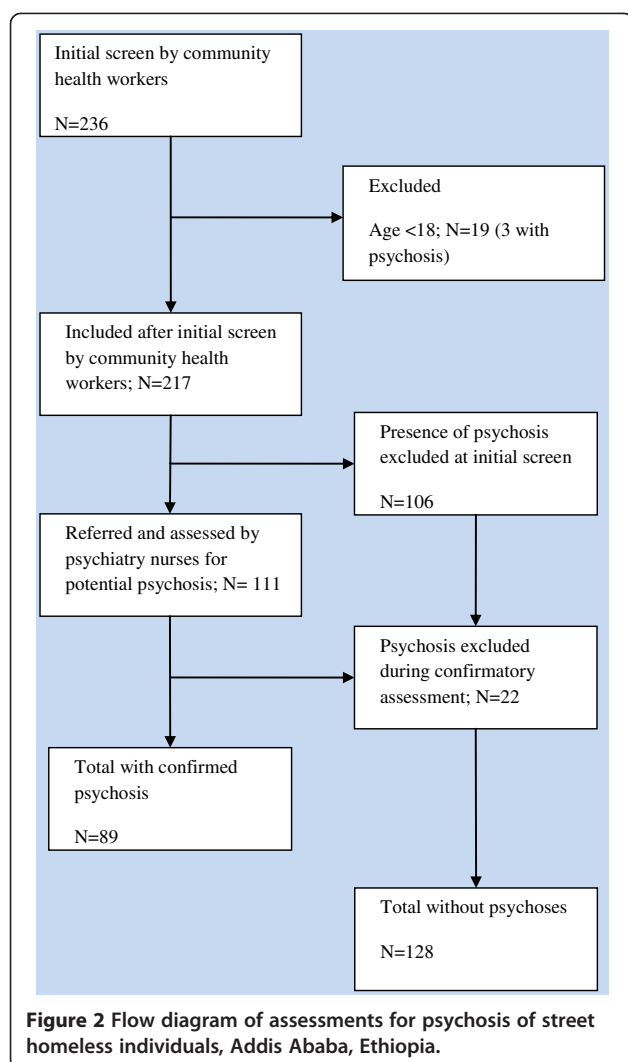 Initial screen by community
health workers
N=236
Excluded
Age <18; N=19 (3 with
psychosis)
Included after initial screen
by community health
workers; N=217
Presence of psychosis
excluded at initial screen
N=106
Referred and assessed by
psychiatry nurses for
potential psychosis; N= 111
Psychosis excluded
during confirmatory
assessment; N=22
Total with confirmed
psychosis
N=89
Total without psychoses
N=128
Figure 2 Flow diagram of assessments for psychosis of street
homeless individuals, Addis Ababa, Ethiopia.